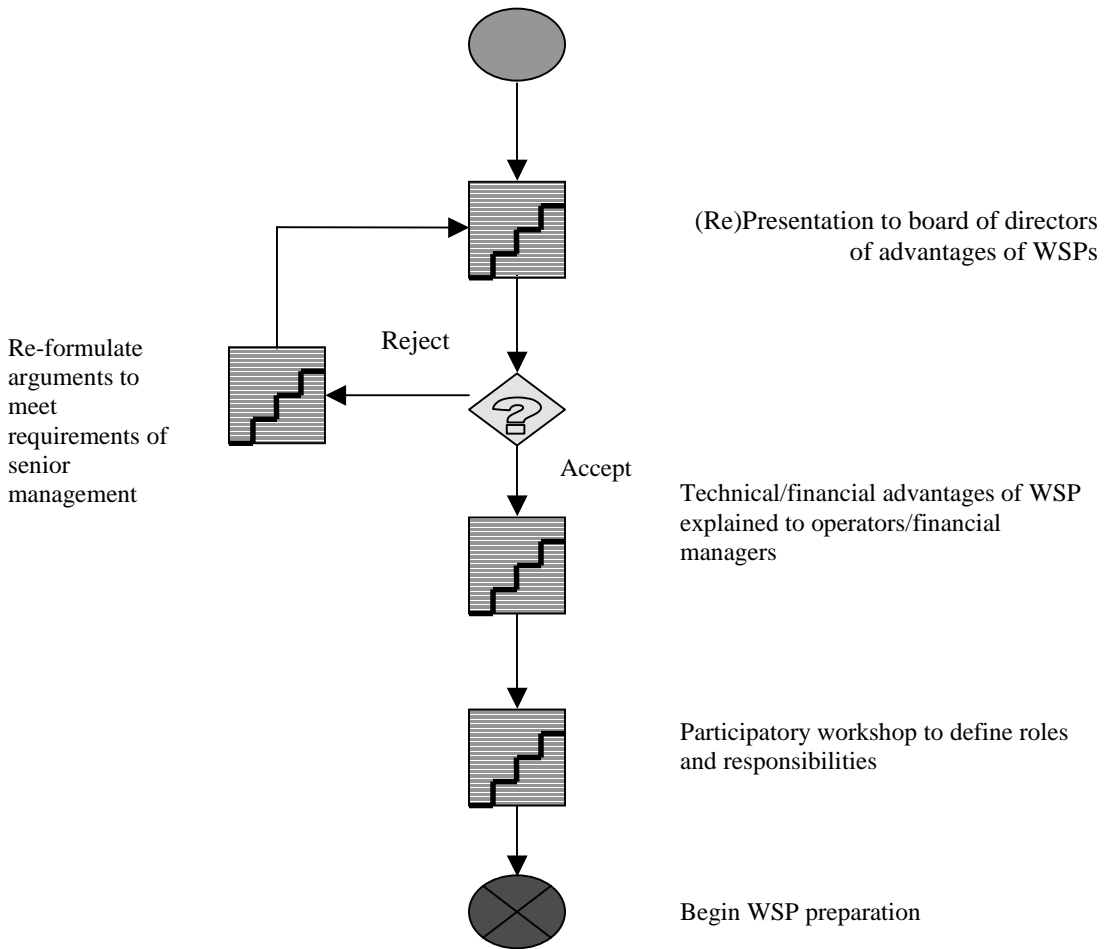 (Re)Presentation to board of directors
of advantages of WSPs
Re-formulate
arguments to
meet
requirements of
senior
management
Reject
?
Accept
Technical/financial advantages of WSP
explained to operators/financial
managers
Participatory workshop to define roles
and responsibilities
Begin WSP preparation